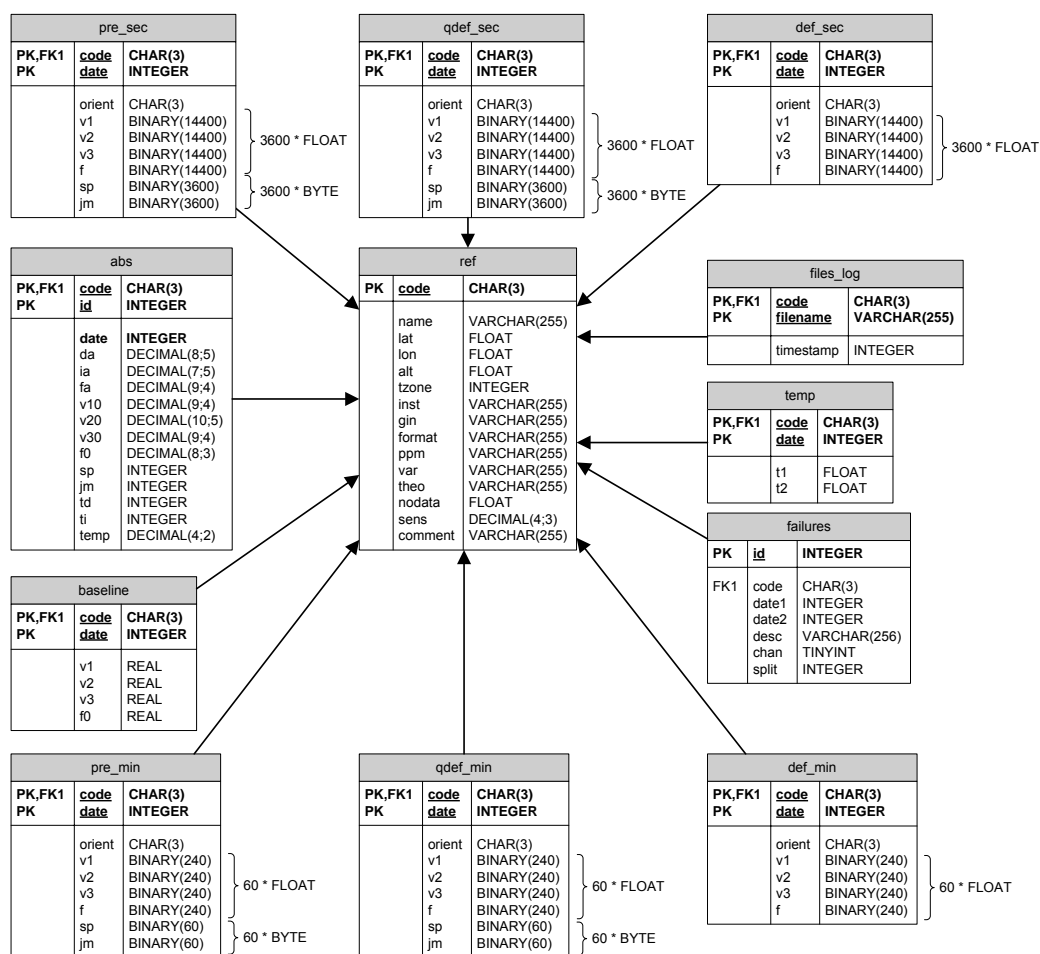 pre_sec
PK,FK1 code CHAR(3)
PK date INTEGER
orient CHAR(3)
v1 BINARY(14400)
v2 BINARY(14400)
v3 BINARY(14400)
f BINARY(14400)
sp BINARY(3600)
jm BINARY(3600)
3600 * FLOAT
3600 * BYTE
qdef_sec
PK,FK1 code CHAR(3)
PK date INTEGER
orient CHAR(3)
v1 BINARY(14400)
v2 BINARY(14400)
v3 BINARY(14400)
f BINARY(14400)
sp BINARY(3600)
jm BINARY(3600)
3600 * FLOAT
3600 * BYTE
def_sec
PK,FK1 code CHAR(3)
PK date INTEGER
orient CHAR(3)
v1 BINARY(14400)
v2 BINARY(14400)
v3 BINARY(14400)
f BINARY(14400)
3600 * FLOAT
abs
PK,FK1 code CHAR(3)
PK id INTEGER
date INTEGER
da DECIMAL(8;5)
ia DECIMAL(7;5)
fa DECIMAL(9;4)
v10 DECIMAL(9;4)
v20 DECIMAL(10;5)
v30 DECIMAL(9;4)
f0 DECIMAL(8;3)
sp INTEGER
jm INTEGER
td INTEGER
ti INTEGER
temp DECIMAL(4;2)
ref
PK code CHAR(3)
name VARCHAR(255)
lat FLOAT
lon FLOAT
alt FLOAT
tzone INTEGER
inst VARCHAR(255)
gin VARCHAR(255)
format VARCHAR(255)
ppm VARCHAR(255)
var VARCHAR(255)
theo VARCHAR(255)
nodata FLOAT
sens DECIMAL(4;3)
comment VARCHAR(255)
files_log
PK,FK1 code CHAR(3)
PK filename VARCHAR(255)
timestamp INTEGER
temp
PK,FK1 code CHAR(3)
PK date INTEGER
t1 FLOAT
t2 FLOAT
failures
PK id INTEGER
FK1 code CHAR(3)
date1 INTEGER
date2 INTEGER
desc VARCHAR(256)
chan TINYINT
split INTEGER
baseline
PK,FK1 code CHAR(3)
PK date INTEGER
v1 REAL
v2 REAL
v3 REAL
f0 REAL
pre_min
PK,FK1 code CHAR(3)
PK date INTEGER
orient CHAR(3)
v1 BINARY(240)
v2 BINARY(240)
v3 BINARY(240)
f BINARY(240)
sp BINARY(60)
jm BINARY(60)
60 * FLOAT
60 * BYTE
qdef_min
PK,FK1 code CHAR(3)
PK date INTEGER
orient CHAR(3)
v1 BINARY(240)
v2 BINARY(240)
v3 BINARY(240)
f BINARY(240)
sp BINARY(60)
jm BINARY(60)
60 * FLOAT
60 * BYTE
def_min
PK,FK1 code CHAR(3)
PK date INTEGER
orient CHAR(3)
v1 BINARY(240)
v2 BINARY(240)
v3 BINARY(240)
f BINARY(240)
60 * FLOAT